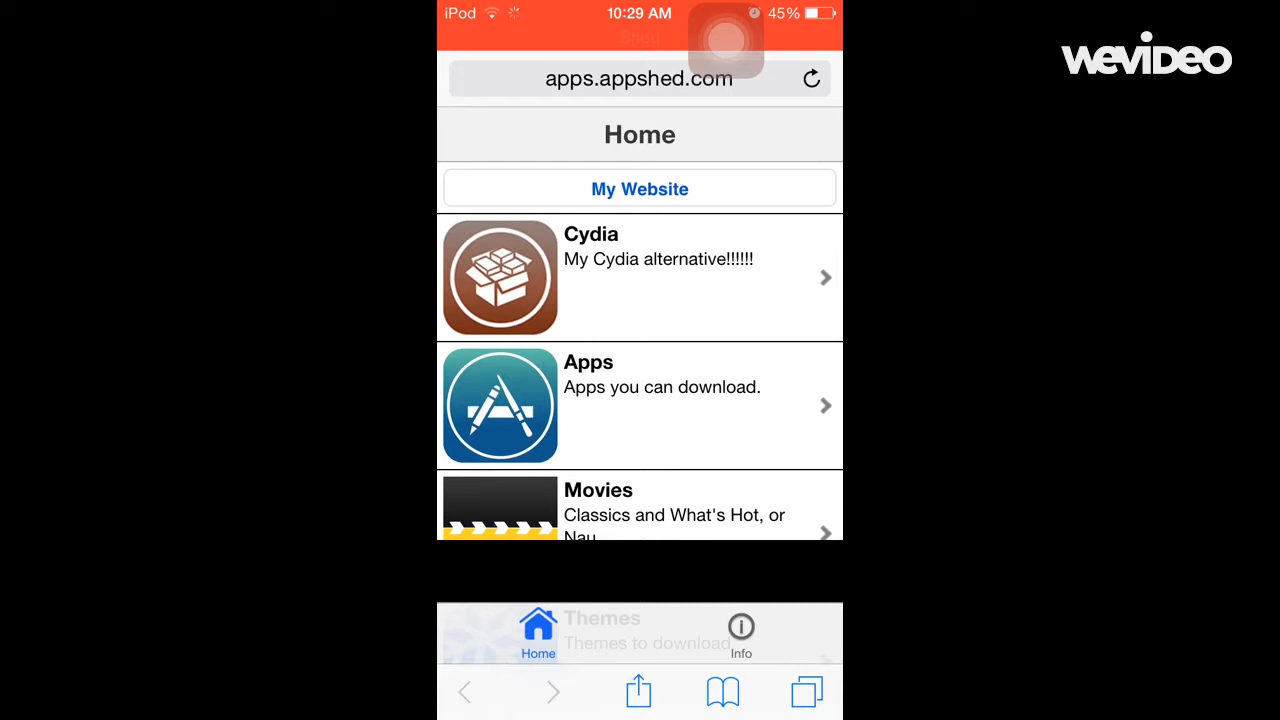 iPod 10:29 AM 45%
WEVIDEO
apps.appshed.com
Home
My Website
Cydia
My Cydia alternative!!!!!!
Apps
Apps you can download.
Movies
Classics and What's Hot, or
Nau
Themes
Themes to download
Home Info